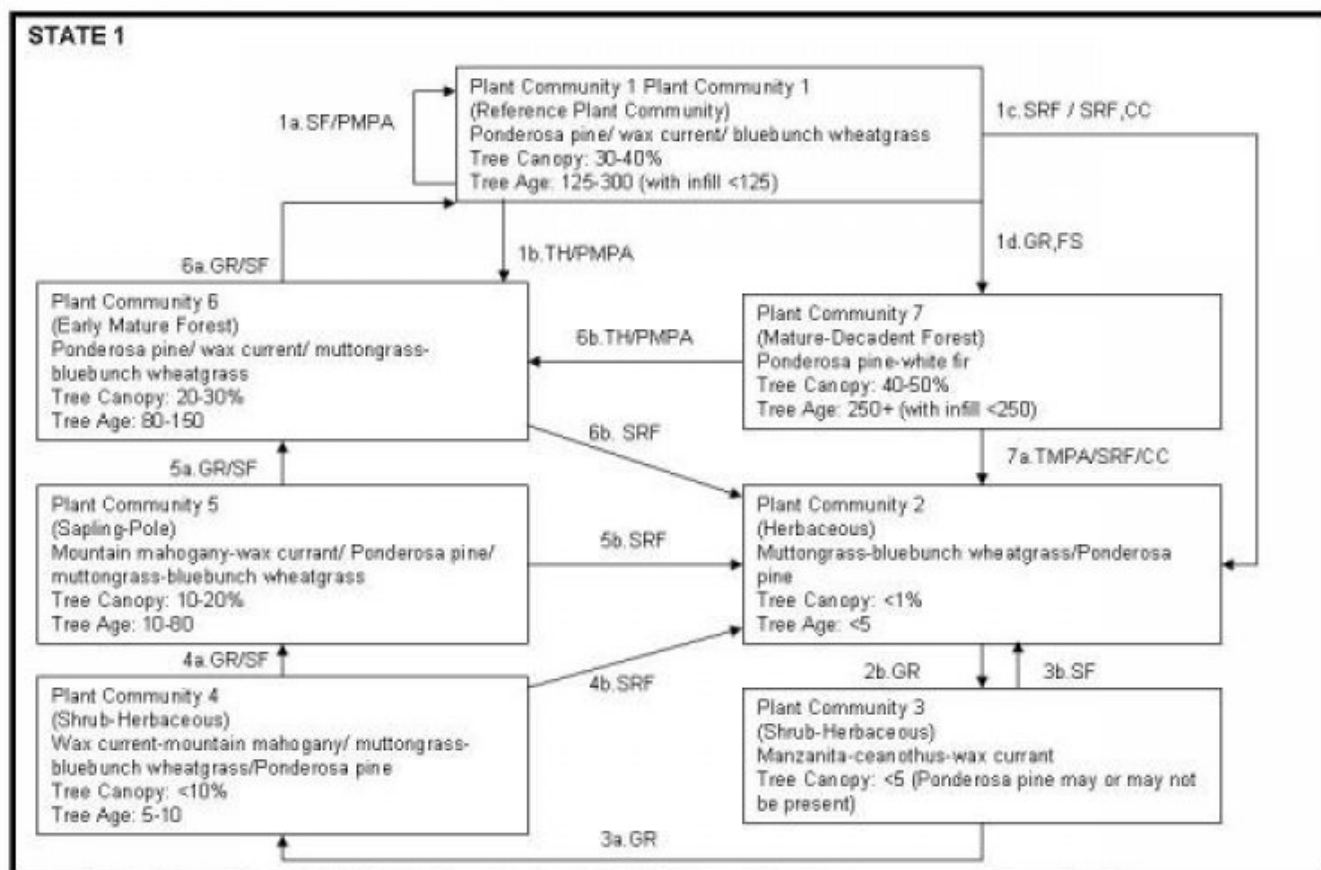 STATE 1
Plant Community 1 Plant Community 1
(Reference Plant Community)
Ponderosa pine/ wax current/ bluebunch wheatgrass
Tree Canopy: 30-40%
Tree Age: 125-300 (with infill <125)
1a.SF/PMPA
1c.SRF / SRF,CC
1b.TH/PMPA
1d.GR,FS
6a.GR/SF
Plant Community 6
(Early Mature Forest)
Ponderosa pine/ wax current/ muttongrass-
bluebunch wheatgrass
Tree Canopy: 20-30%
Tree Age: 80-150
6b.TH/PMPA
Plant Community 7
(Mature-Decadent Forest)
Ponderosa pine-white fir
Tree Canopy: 40-50%
Tree Age: 250+ (with infill <250)
6b. SRF
7a.TMPA/SRF/CC
5a.GR/SF
Plant Community 5
(Sapling-Pole)
Mountain mahogany-wax currant/ Ponderosa pine/
muttongrass-bluebunch wheatgrass
Tree Canopy: 10-20%
Tree Age: 10-80
5b.SRF
Plant Community 2
(Herbaceous)
Muttongrass-bluebunch wheatgrass/Ponderosa
pine
Tree Canopy: <1%
Tree Age: <5
4a.GR/SF
4b.SRF
2b.GR
3b.SF
Plant Community 4
(Shrub-Herbaceous)
Wax current-mountain mahogany/ muttongrass-
bluebunch wheatgrass/Ponderosa pine
Tree Canopy: <10%
Tree Age: 5-10
Plant Community 3
(Shrub-Herbaceous)
Manzanita-ceanothus-wax currant
Tree Canopy: <5 (Ponderosa pine may or may not
be present)
3a.GR